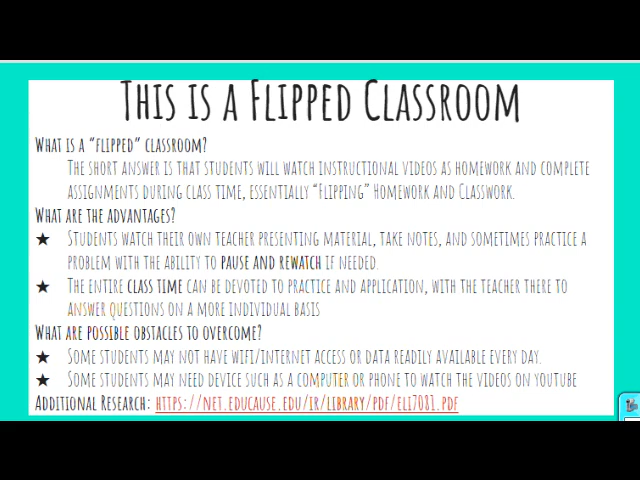 This is a Flipped Classroom
What is a “flipped” classroom?
The short answer is that students will watch instructional videos as homework and complete
assignments during class time, essentially “Flipping” Homework and Classwork.
What are the advantages?
★ Students watch their own teacher presenting material, take notes, and sometimes practice a
problem with the ability to pause and rewatch if needed.
★ The entire class time can be devoted to practice and application, with the teacher there to
answer questions on a more individual basis
What are possible obstacles to overcome?
★ Some students may not have wifi/internet access or data readily available every day.
★ Some students may need device such as a computer or phone to watch the videos on youtube
Additional Research: https://net.educause.edu/ir/library/pdf/eli7081.pdf